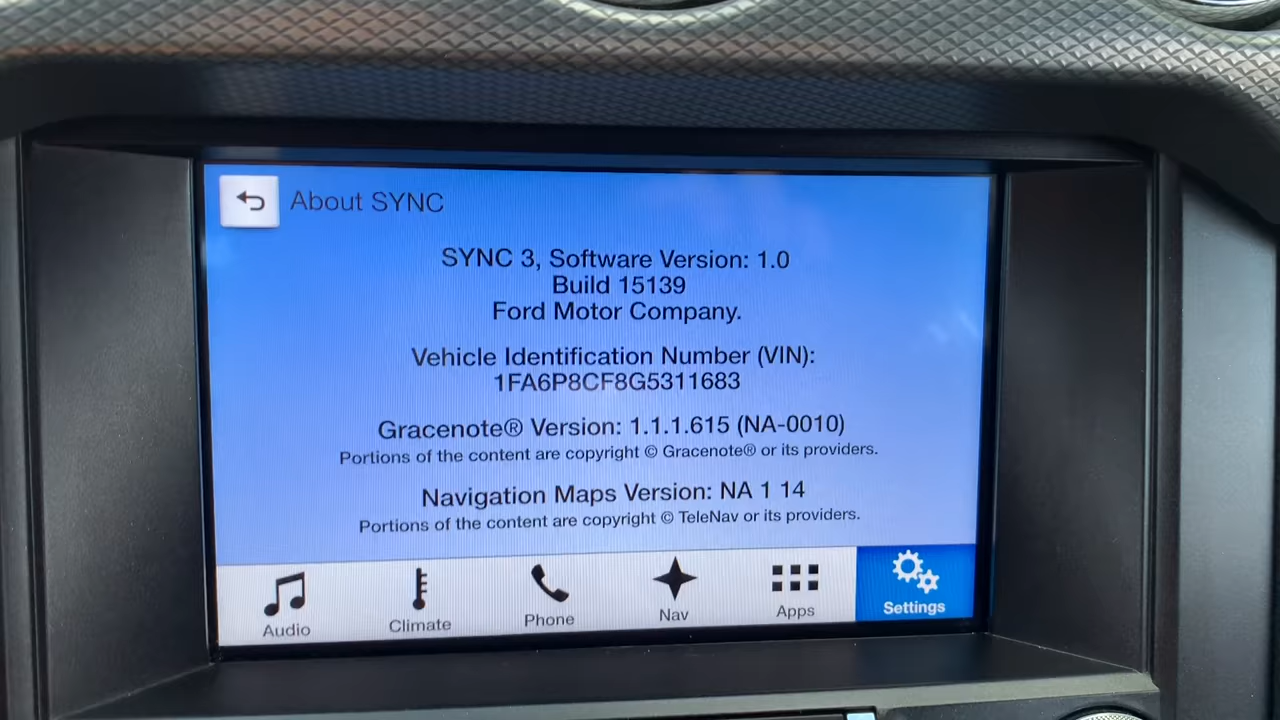 About SYNC
SYNC 3, Software Version: 1.0
Build 15139
Ford Motor Company.
Vehicle Identification Number (VIN):
1FA6P8CF8G5311683
Gracenote® Version: 1.1.1.615 (NA-0010)
Portions of the content are copyright © Gracenote® or its providers.
Navigation Maps Version: NA 1 14
Portions of the content are copyright © TeleNav or its providers.
Audio
Climate
Phone
Nav
Apps
Settings